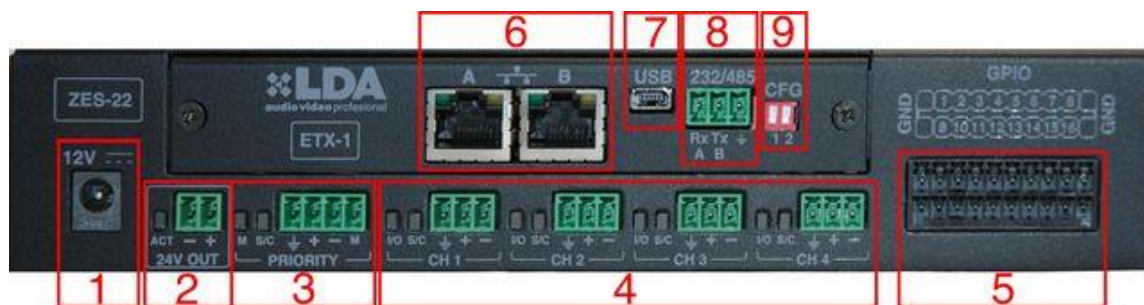 6 7 8 9
LDA
audio video profesional
A B
USB
232/485
CFG
GPIO
ZES-22
ETX-1
GND 1 2 3 4 5 6 7 8
9 10 11 12 13 14 15 16 GND
Rx Tx
A B
1 2
12V
ACT - +
24V OUT
M S/C + - M
PRIORITY
I/O S/C + -
CH 1
I/O S/C + -
CH 2
I/O S/C + -
CH 3
I/O S/C + -
CH 4
1 2 3 4 5